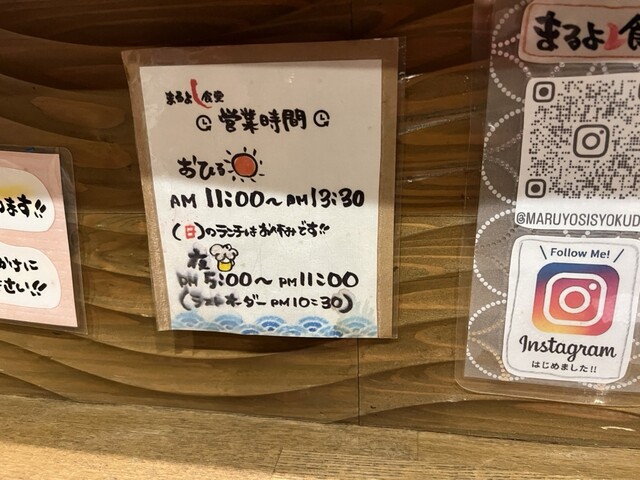 ます!!
かけに
さい!!
まるよし食堂
営業時間
おひる
AM 11:00~PM 13:30
(日)のランチはお休みです!!
夜
PM 5:00~PM 11:00
(ラストオーダーPM 10:30)
まるよし食
@MARUYOSISYOKUD
Follow Me!
Instagram
はじめました!!